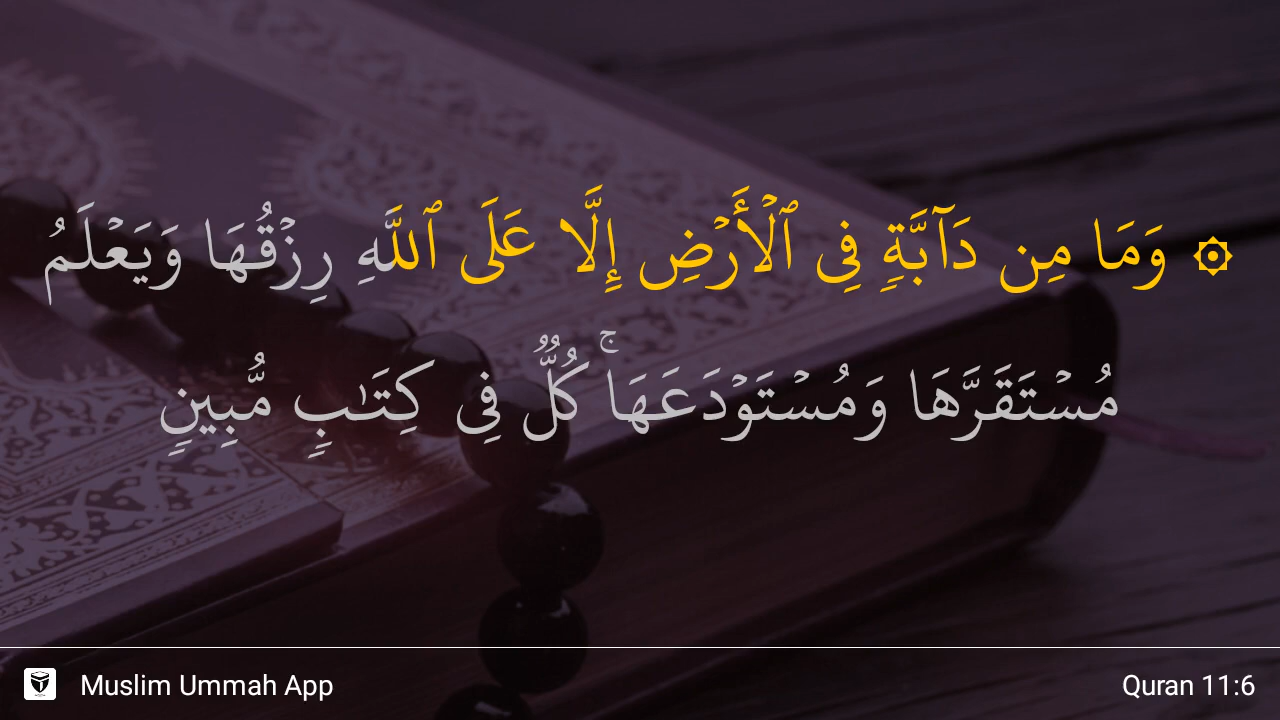 ۞ وَمَا مِن دَآبَّةٍ فِى ٱلْأَرْضِ إِلَّا عَلَى ٱللَّهِ رِزْقُهَا وَيَعْلَمُ
مُسْتَقَرَّهَا وَمُسْتَوْدَعَهَا ۚ كُلٌّ فِى كِتَـٰبٍ مُّبِينٍ
Muslim Ummah App
Quran 11:6